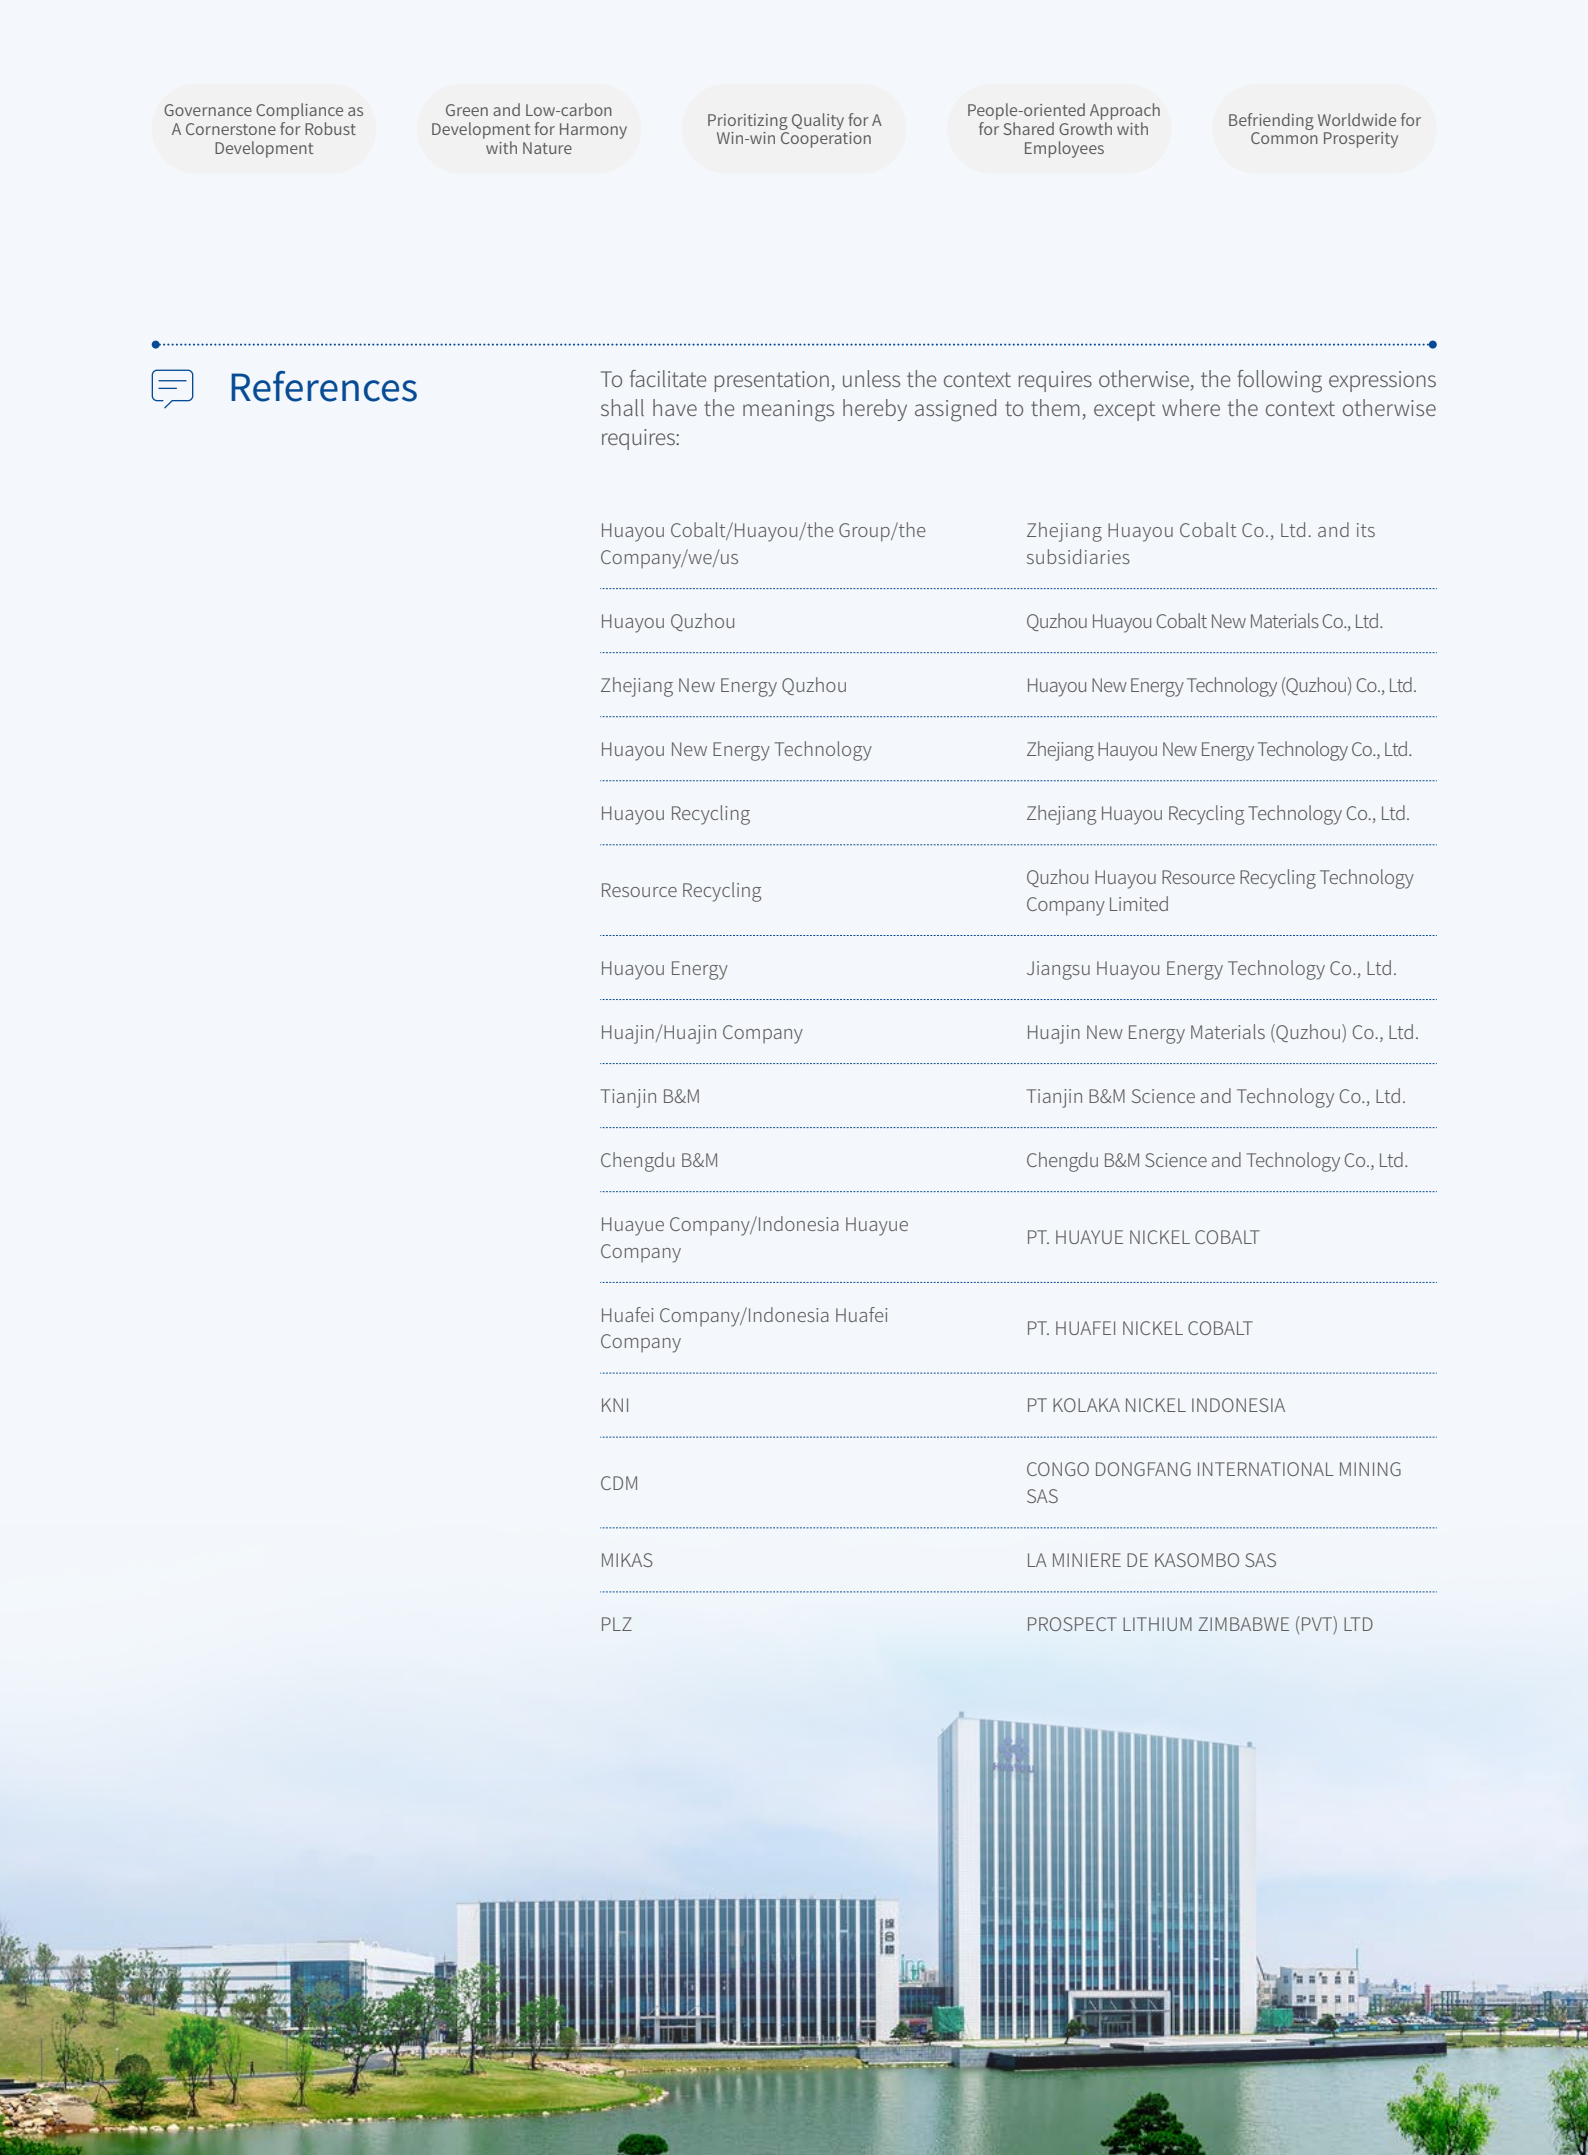 Governance Compliance as
A Cornerstone for Robust
Development
Green and Low-carbon
Development for Harmony
with Nature
Prioritizing Quality for A
Win-win Cooperation
People-oriented Approach
for Shared Growth with
Employees
Befriending Worldwide for
Common Prosperity
References
To facilitate presentation, unless the context requires otherwise, the following expressions
shall have the meanings hereby assigned to them, except where the context otherwise
requires:
Huayou Cobalt/Huayou/the Group/the
Company/we/us
Zhejiang Huayou Cobalt Co., Ltd. and its
subsidiaries
Huayou Quzhou
Quzhou Huayou Cobalt New Materials Co., Ltd.
Zhejiang New Energy Quzhou
Huayou New Energy Technology (Quzhou) Co., Ltd.
Huayou New Energy Technology
Zhejiang Hauyou New Energy Technology Co., Ltd.
Huayou Recycling
Zhejiang Huayou Recycling Technology Co., Ltd.
Resource Recycling
Quzhou Huayou Resource Recycling Technology
Company Limited
Huayou Energy
Jiangsu Huayou Energy Technology Co., Ltd.
Huajin/Huajin Company
Huajin New Energy Materials (Quzhou) Co., Ltd.
Tianjin B&M
Tianjin B&M Science and Technology Co., Ltd.
Chengdu B&M
Chengdu B&M Science and Technology Co., Ltd.
Huayue Company/Indonesia Huayue
Company
PT. HUAYUE NICKEL COBALT
Huafei Company/Indonesia Huafei
Company
PT. HUAFEI NICKEL COBALT
KNI
PT KOLAKA NICKEL INDONESIA
CDM
CONGO DONGFANG INTERNATIONAL MINING
SAS
MIKAS
LA MINIERE DE KASOMBO SAS
PLZ
PROSPECT LITHIUM ZIMBABWE (PVT) LTD
HUAYOU
综合楼